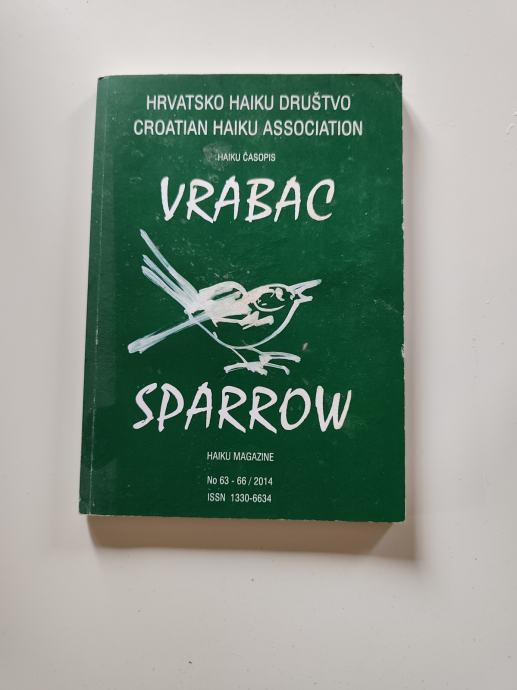 HRVATSKO HAIKU DRUŠTVO
CROATIAN HAIKU ASSOCIATION
HAIKU ČASOPIS
VRABAC
SPARROW
HAIKU MAGAZINE
No 63 - 66 / 2014
ISSN 1330-6634